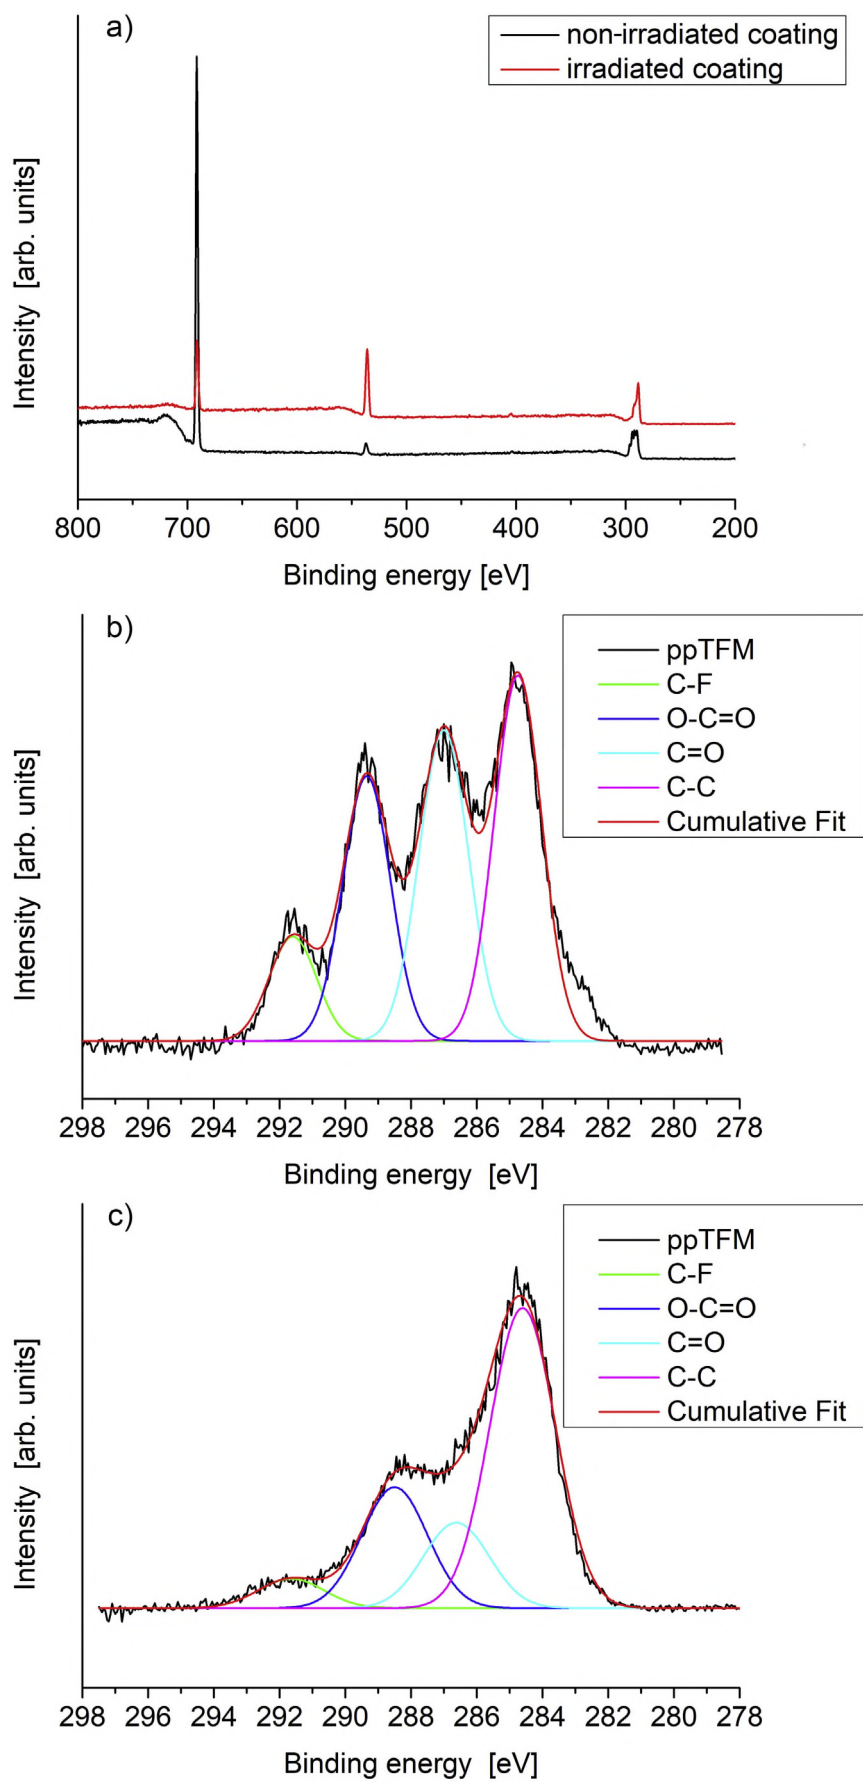 a)
non-irradiated coating
irradiated coating
Intensity [arb. units]
800 700 600 500 400 300 200
Binding energy [eV]
b)
ppTFM
C-F
O-C=O
C=O
C-C
Cumulative Fit
Intensity [arb. units]
298 296 294 292 290 288 286 284 282 280 278
Binding energy [eV]
c)
ppTFM
C-F
O-C=O
C=O
C-C
Cumulative Fit
Intensity [arb. units]
298 296 294 292 290 288 286 284 282 280 278
Binding energy [eV]